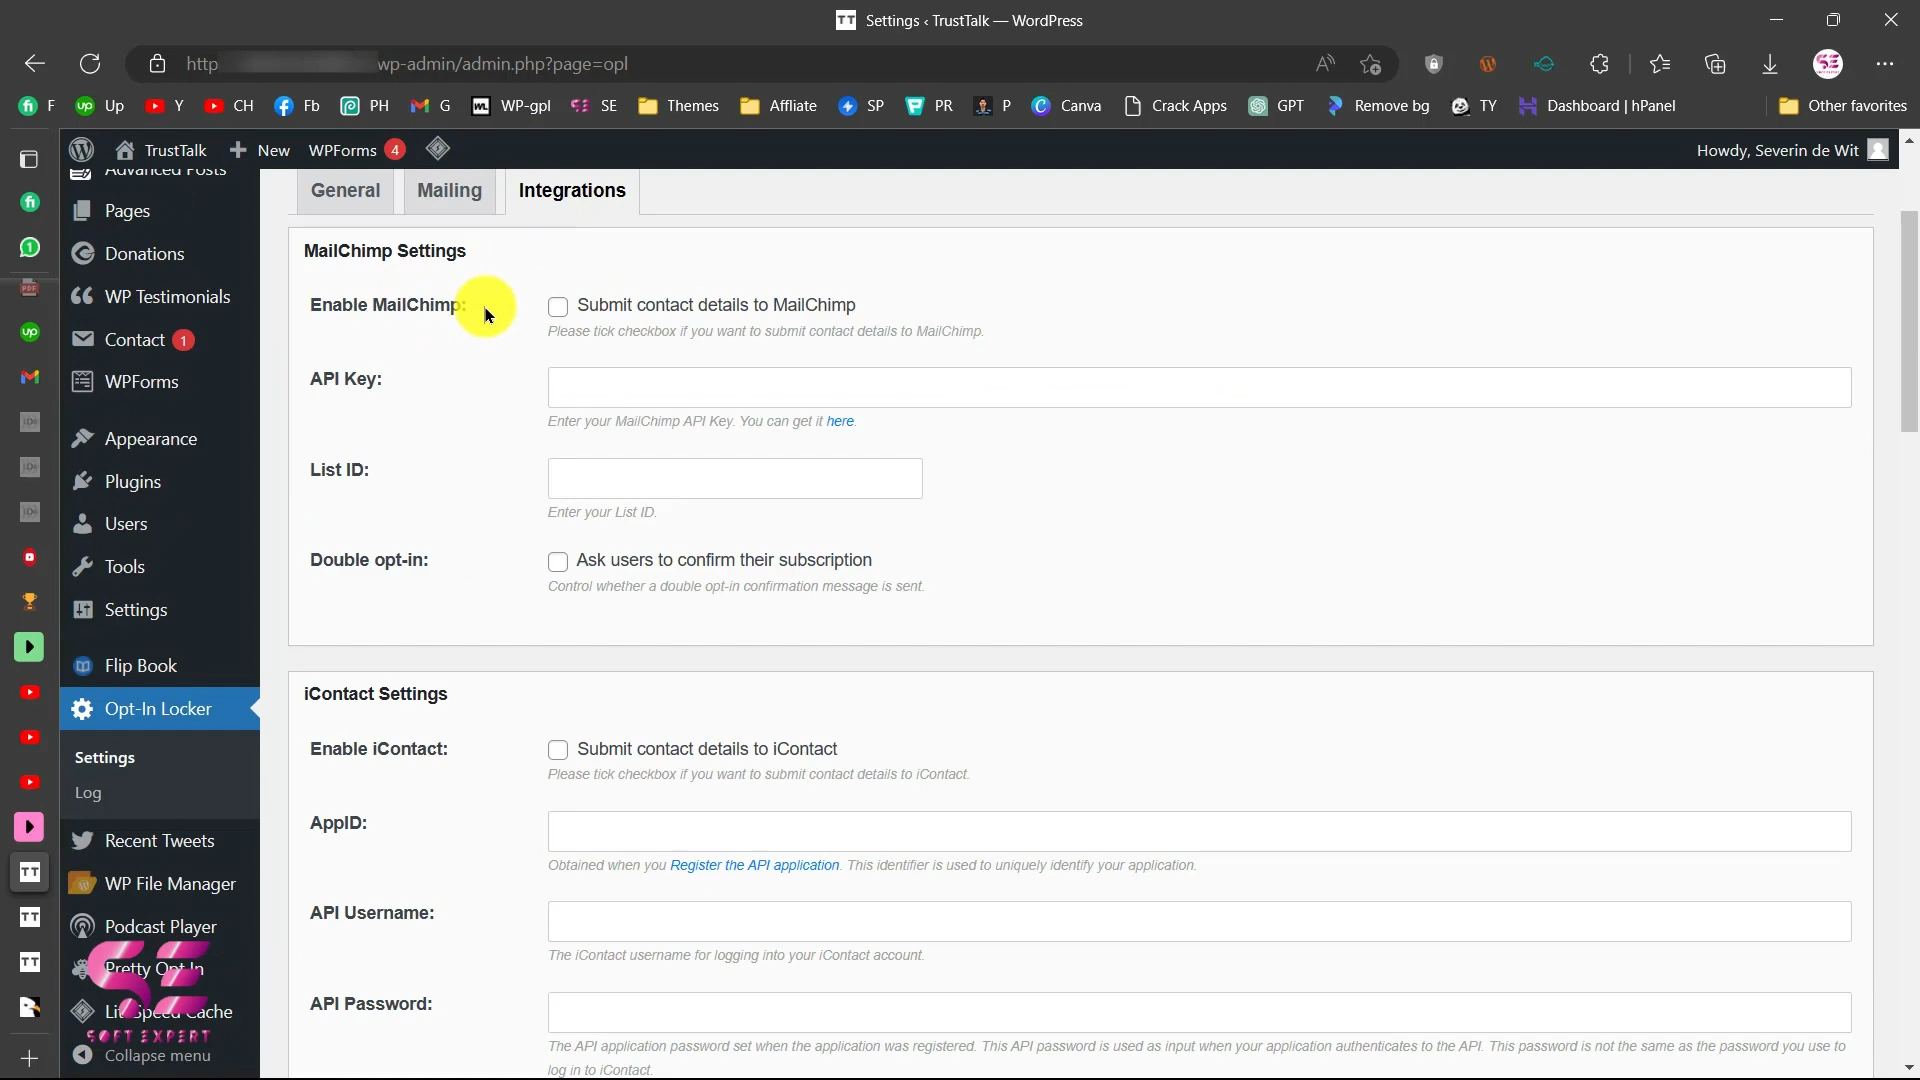 TT Settings ‹ TrustTalk — WordPress
http wp-admin/admin.php?page=opl
F Up Y CH Fb PH G WP-gpl SE Themes Affliate SP PR P Canva Crack Apps GPT Remove bg TY Dashboard | hPanel Other favorites
TrustTalk New WPForms 4 Howdy, Severin de Wit
Advanced Posts
Pages
Donations
WP Testimonials
Contact 1
WPForms
Appearance
Plugins
Users
Tools
Settings
Flip Book
Opt-In Locker
Settings
Log
Recent Tweets
WP File Manager
Podcast Player
Pretty Opt In
LiteSpeed Cache
SOFT EXPERT
Collapse menu
General Mailing Integrations
MailChimp Settings
Enable MailChimp: Submit contact details to MailChimp
Please tick checkbox if you want to submit contact details to MailChimp.
API Key:
Enter your MailChimp API Key. You can get it here.
List ID:
Enter your List ID.
Double opt-in: Ask users to confirm their subscription
Control whether a double opt-in confirmation message is sent.
iContact Settings
Enable iContact: Submit contact details to iContact
Please tick checkbox if you want to submit contact details to iContact.
AppID:
Obtained when you Register the API application. This identifier is used to uniquely identify your application.
API Username:
The iContact username for logging into your iContact account.
API Password:
The API application password set when the application was registered. This API password is used as input when your application authenticates to the API. This password is not the same as the password you use to
log in to iContact.